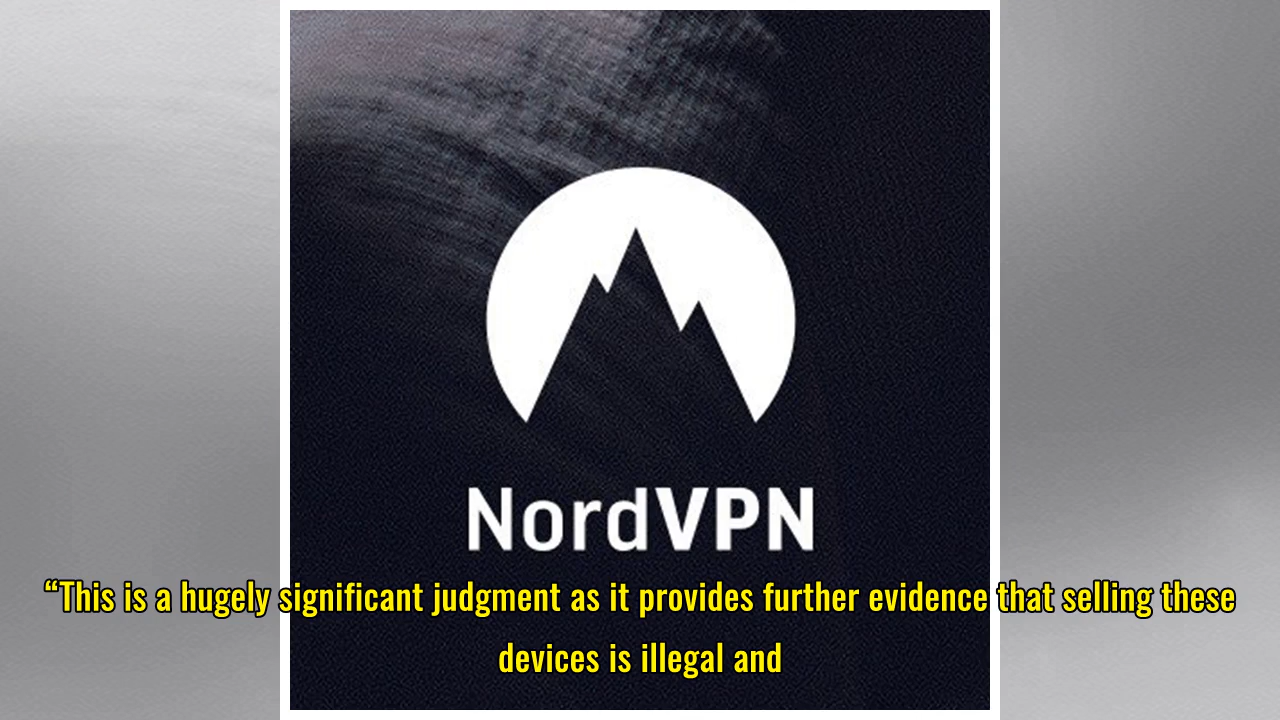 NordVPN
“This is a hugely significant judgment as it provides further evidence that selling these
devices is illegal and